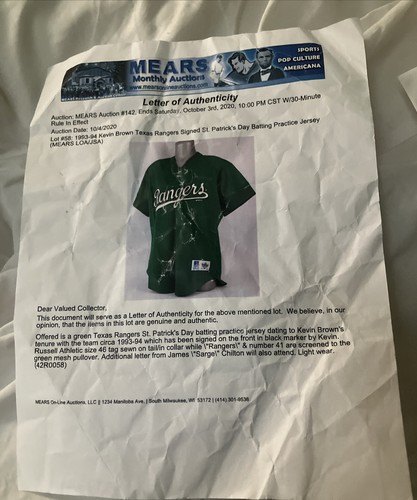 MEARS
Monthly Auctions
www.mearsonlineauctions.com
SPORTS
POP CULTURE
AMERICANA
Letter of Authenticity
Auction: MEARS Auction #142, Ends Saturday, October 3rd, 2020, 10:00 PM CST W/30-Minute
Rule In Effect
Auction Date: 10/4/2020
Lot #58: 1993-94 Kevin Brown Texas Rangers Signed St. Patrick's Day Batting Practice Jersey
(MEARS LOA/JSA)
Rangers
Dear Valued Collector,
This document will serve as a Letter of Authenticity for the above mentioned lot. We believe, in our
opinion, that the items in this lot are genuine and authentic.
Offered is a green Texas Rangers St. Patrick's Day batting practice jersey dating to Kevin Brown's
tenure with the team circa 1993-94 which has been signed on the front in black marker by Kevin.
Russell Athletic size 46 tag sewn on tail/in collar while \"Rangers\" & number 41 are screened to the
green mesh pullover. Additional letter from James \"Sarge\" Chilton will also attend. Light wear.
(42R0058)
MEARS On-Line Auctions, LLC || 1234 Manitoba Ave. | South Milwaukee, WI 53172 | (414) 301-9536